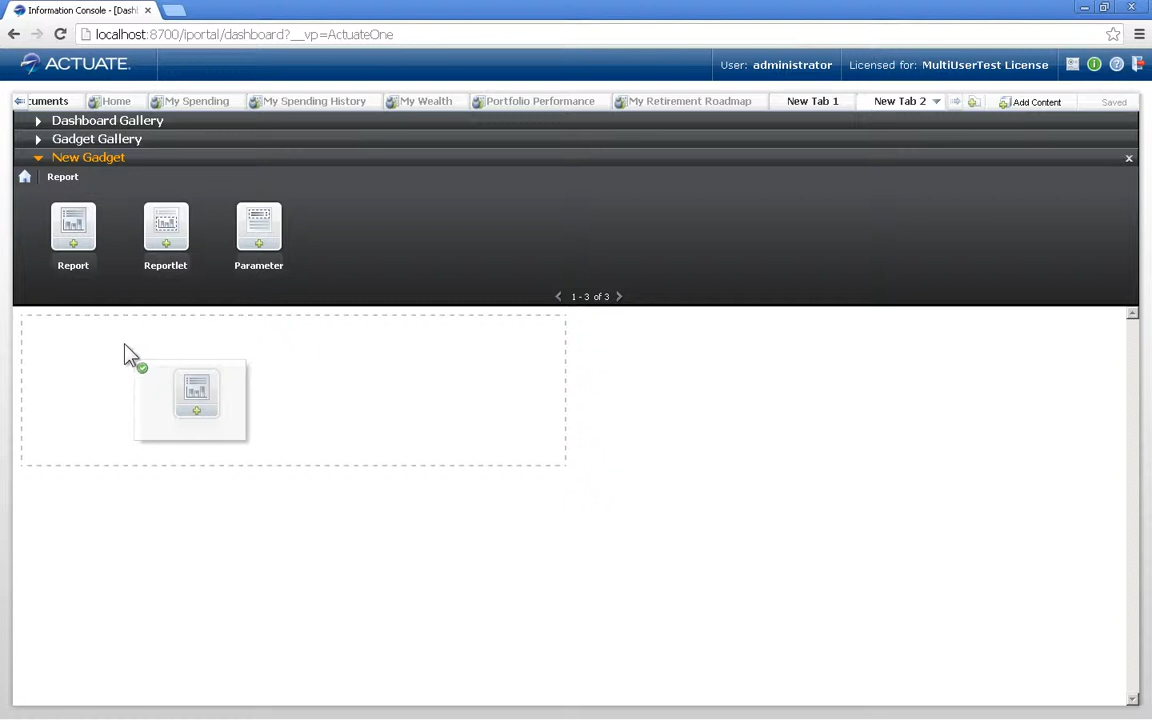 Information Console - [Dash
localhost:8700/iportal/dashboard?__vp=ActuateOne
ACTUATE. User: administrator Licensed for: MultiUserTest License
cuments Home My Spending My Spending History My Wealth Portfolio Performance My Retirement Roadmap New Tab 1 New Tab 2 Add Content Saved
Dashboard Gallery
Gadget Gallery
New Gadget
Report
Report Reportlet Parameter
1 - 3 of 3